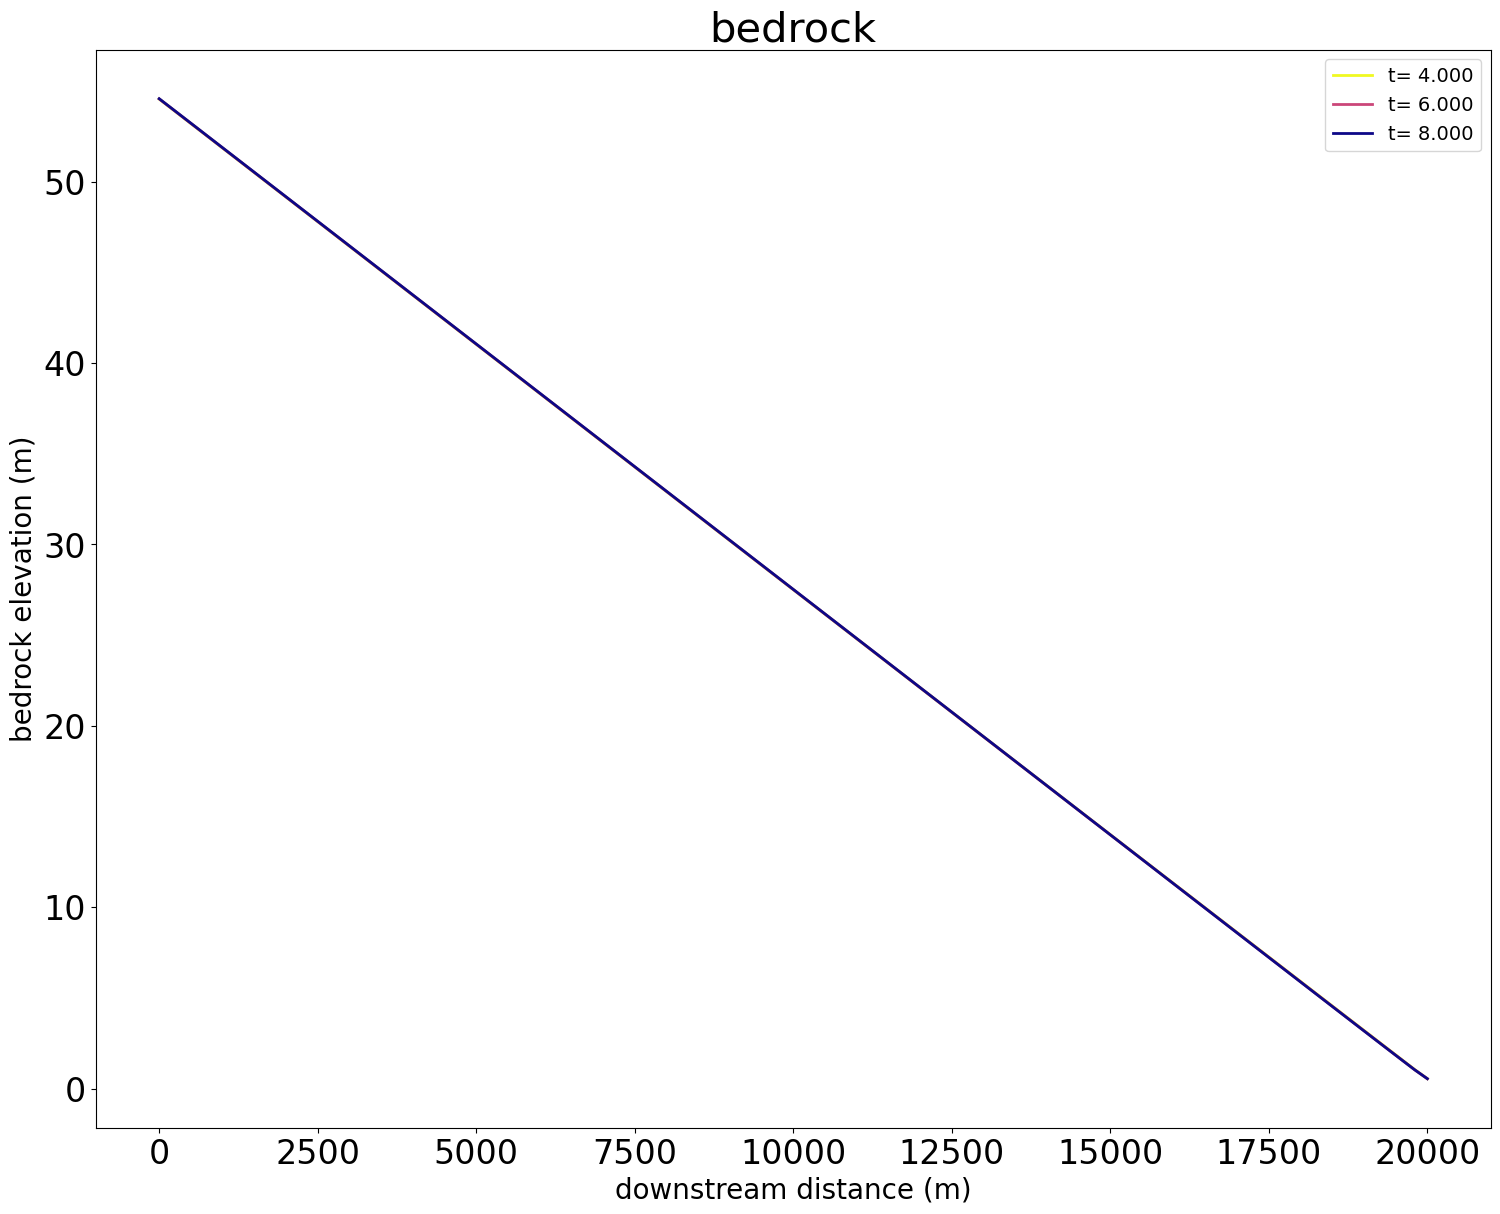 bedrock
t= 4.000
t= 6.000
t= 8.000
bedrock elevation (m)
50
40
30
20
10
0
0 2500 5000 7500 10000 12500 15000 17500 20000
downstream distance (m)